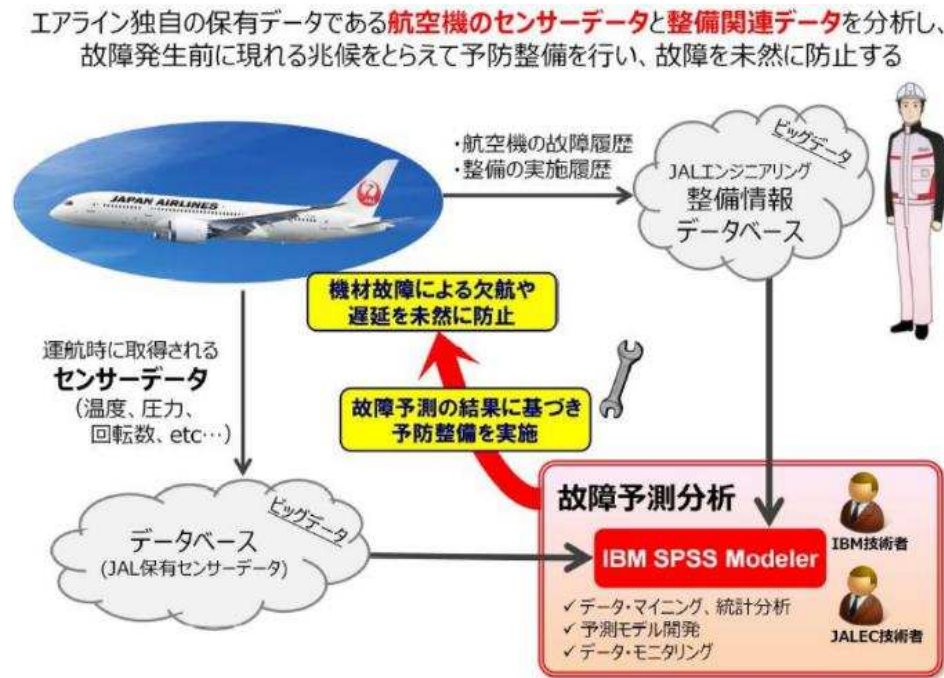 エアライン独自の保有データである航空機のセンサーデータと整備関連データを分析し、
故障発生前に現れる兆候をとらえて予防整備を行い、故障を未然に防止する
JAPAN AIRLINES
JAL
・航空機の故障履歴
・整備の実施履歴
ビッグデータ
JALエンジニアリング
整備情報
データベース
機材故障による欠航や
遅延を未然に防止
運航時に取得される
センサーデータ
（温度、圧力、
回転数、etc…）
故障予測の結果に基づき
予防整備を実施
ビッグデータ
データベース
(JAL保有センサーデータ)
故障予測分析
IBM SPSS Modeler
✓データ・マイニング、統計分析
✓予測モデル開発
✓データ・モニタリング
IBM技術者
JALEC技術者